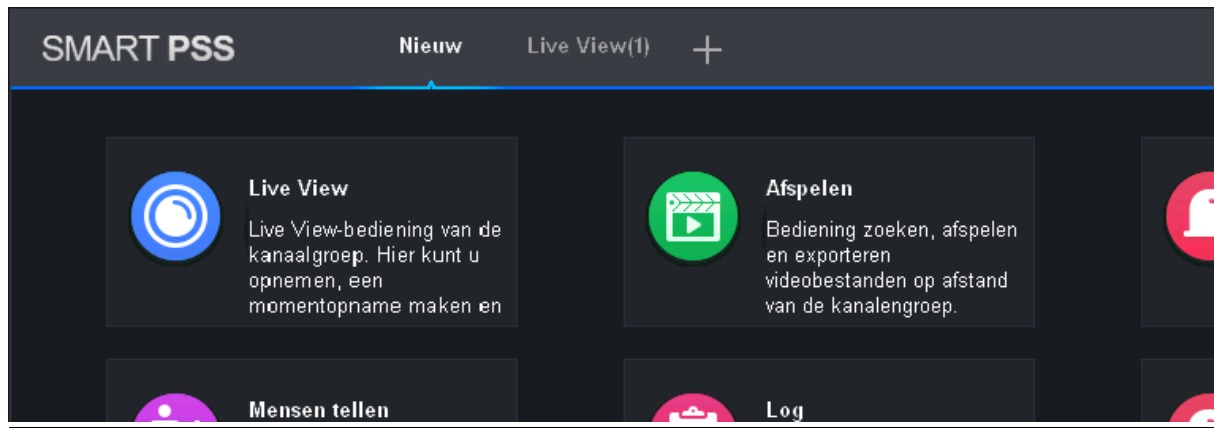 SMART PSS
Nieuw
Live View(1)
Live View
Live View-bediening van de
kanaalgroep. Hier kunt u
opnemen, een
momentopname maken en
Afspelen
Bediening zoeken, afspelen
en exporteren
videobestanden op afstand
van de kanalengroep.
Mensen tellen
Log